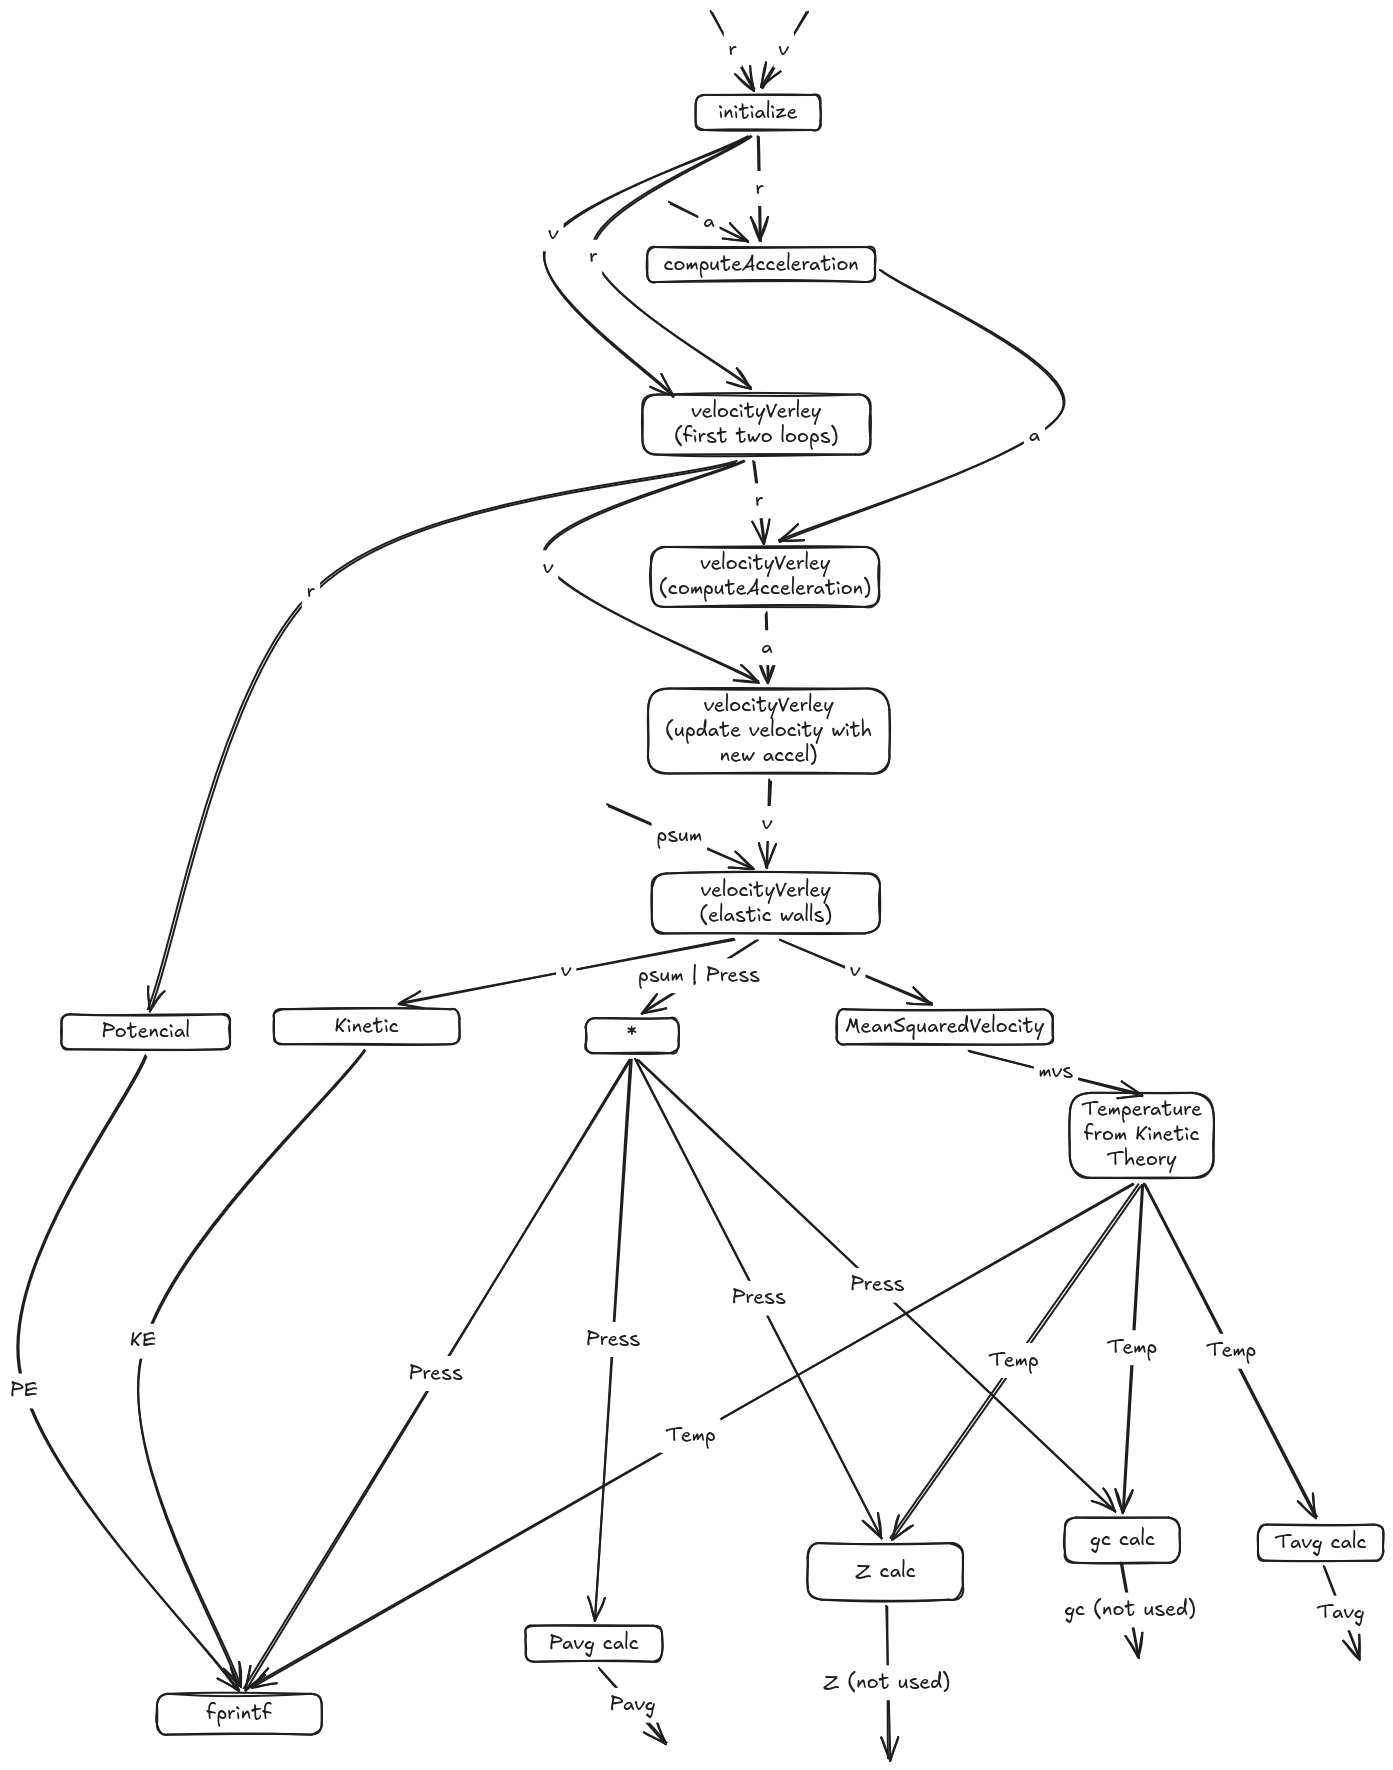 r
v
initialize
r
a
v
r
computeAcceleration
velocityVerley
(first two loops)
a
r
v
velocityVerley
(computeAcceleration)
r
a
velocityVerley
(update velocity with
new accel)
v
psum
velocityVerley
(elastic walls)
v
psum | Press
v
Potencial
Kinetic
*
MeanSquaredVelocity
mvs
Temperature
from Kinetic
Theory
Press
Press
KE
Press
Temp
Temp
Temp
Press
PE
Temp
gc calc
Tavg calc
Z calc
gc (not used)
Tavg
Pavg calc
Z (not used)
Pavg
fprintf